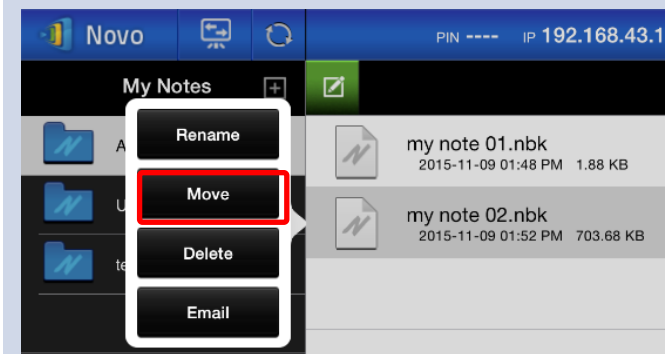 Novo
PIN ---- IP 192.168.43.1
My Notes
A
U
te
Rename
Move
Delete
Email
my note 01.nbk
2015-11-09 01:48 PM 1.88 KB
my note 02.nbk
2015-11-09 01:52 PM 703.68 KB